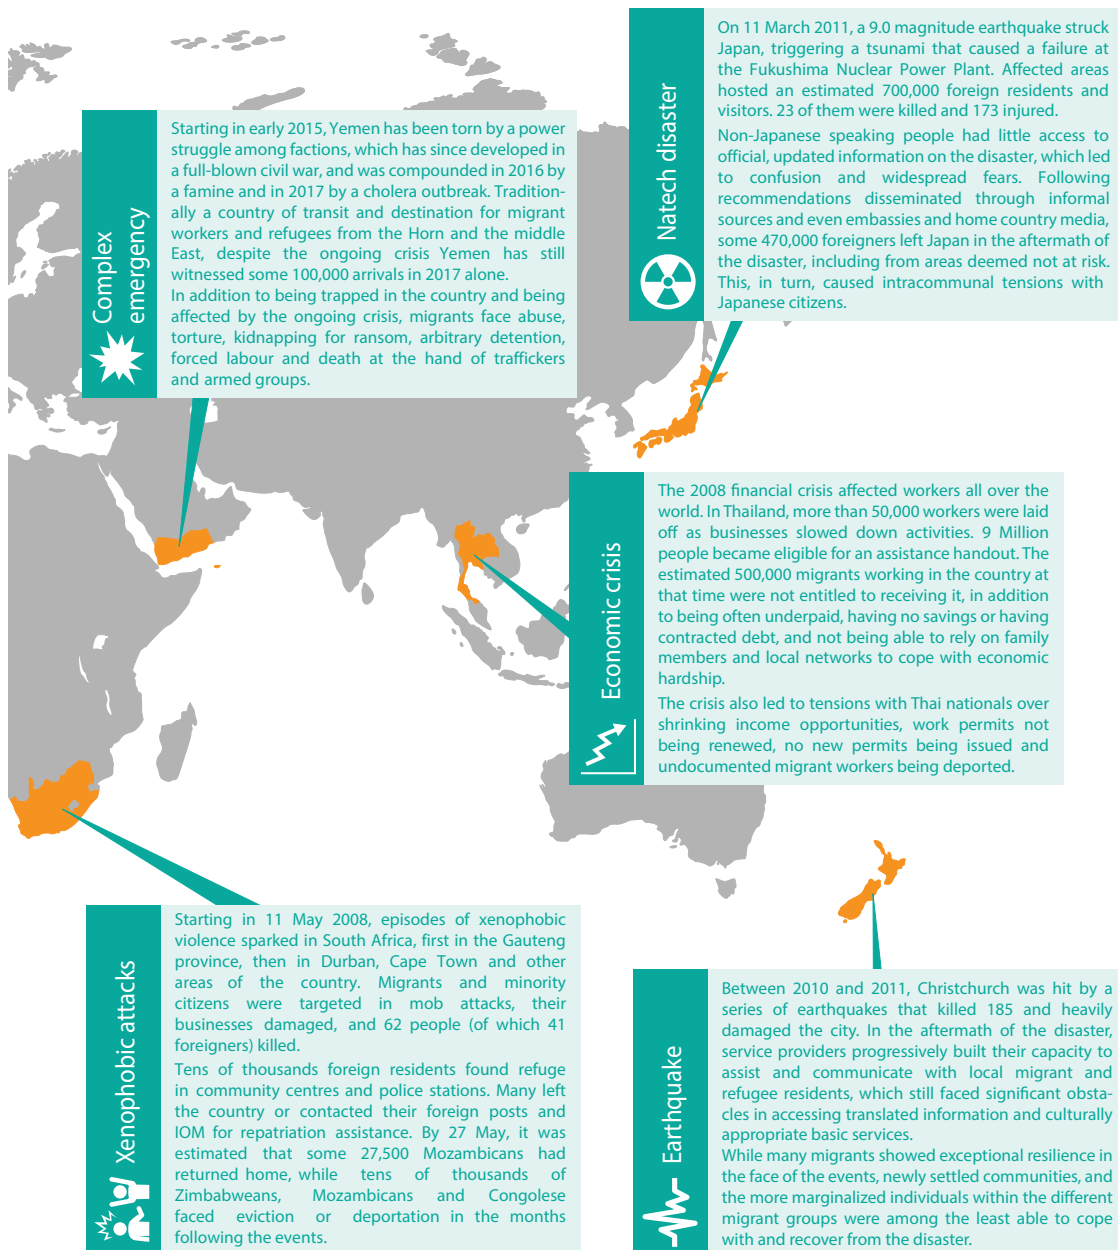 Natech disaster
On 11 March 2011, a 9.0 magnitude earthquake struck
Japan, triggering a tsunami that caused a failure at
the Fukushima Nuclear Power Plant. Affected areas
hosted an estimated 700,000 foreign residents and
visitors. 23 of them were killed and 173 injured.
Non-Japanese speaking people had little access to
official, updated information on the disaster, which led
to confusion and widespread fears. Following
recommendations disseminated through informal
sources and even embassies and home country media,
some 470,000 foreigners left Japan in the aftermath of
the disaster, including from areas deemed not at risk.
This, in turn, caused intracommunal tensions with
Japanese citizens.
Complex
emergency
Starting in early 2015, Yemen has been torn by a power
struggle among factions, which has since developed in
a full-blown civil war, and was compounded in 2016 by
a famine and in 2017 by a cholera outbreak. Tradition-
ally a country of transit and destination for migrant
workers and refugees from the Horn and the middle
East, despite the ongoing crisis Yemen has still
witnessed some 100,000 arrivals in 2017 alone.
In addition to being trapped in the country and being
affected by the ongoing crisis, migrants face abuse,
torture, kidnapping for ransom, arbitrary detention,
forced labour and death at the hand of traffickers
and armed groups.
Economic crisis
The 2008 financial crisis affected workers all over the
world. In Thailand, more than 50,000 workers were laid
off as businesses slowed down activities. 9 Million
people became eligible for an assistance handout. The
estimated 500,000 migrants working in the country at
that time were not entitled to receiving it, in addition
to being often underpaid, having no savings or having
contracted debt, and not being able to rely on family
members and local networks to cope with economic
hardship.
The crisis also led to tensions with Thai nationals over
shrinking income opportunities, work permits not
being renewed, no new permits being issued and
undocumented migrant workers being deported.
Xenophobic attacks
Starting in 11 May 2008, episodes of xenophobic
violence sparked in South Africa, first in the Gauteng
province, then in Durban, Cape Town and other
areas of the country. Migrants and minority
citizens were targeted in mob attacks, their
businesses damaged, and 62 people (of which 41
foreigners) killed.
Tens of thousands foreign residents found refuge
in community centres and police stations. Many left
the country or contacted their foreign posts and
IOM for repatriation assistance. By 27 May, it was
estimated that some 27,500 Mozambicans had
returned home, while tens of thousands of
Zimbabweans, Mozambicans and Congolese
faced eviction or deportation in the months
following the events.
Earthquake
Between 2010 and 2011, Christchurch was hit by a
series of earthquakes that killed 185 and heavily
damaged the city. In the aftermath of the disaster,
service providers progressively built their capacity to
assist and communicate with local migrant and
refugee residents, which still faced significant obsta-
cles in accessing translated information and culturally
appropriate basic services.
While many migrants showed exceptional resilience in
the face of the events, newly settled communities, and
the more marginalized individuals within the different
migrant groups were among the least able to cope
with and recover from the disaster.